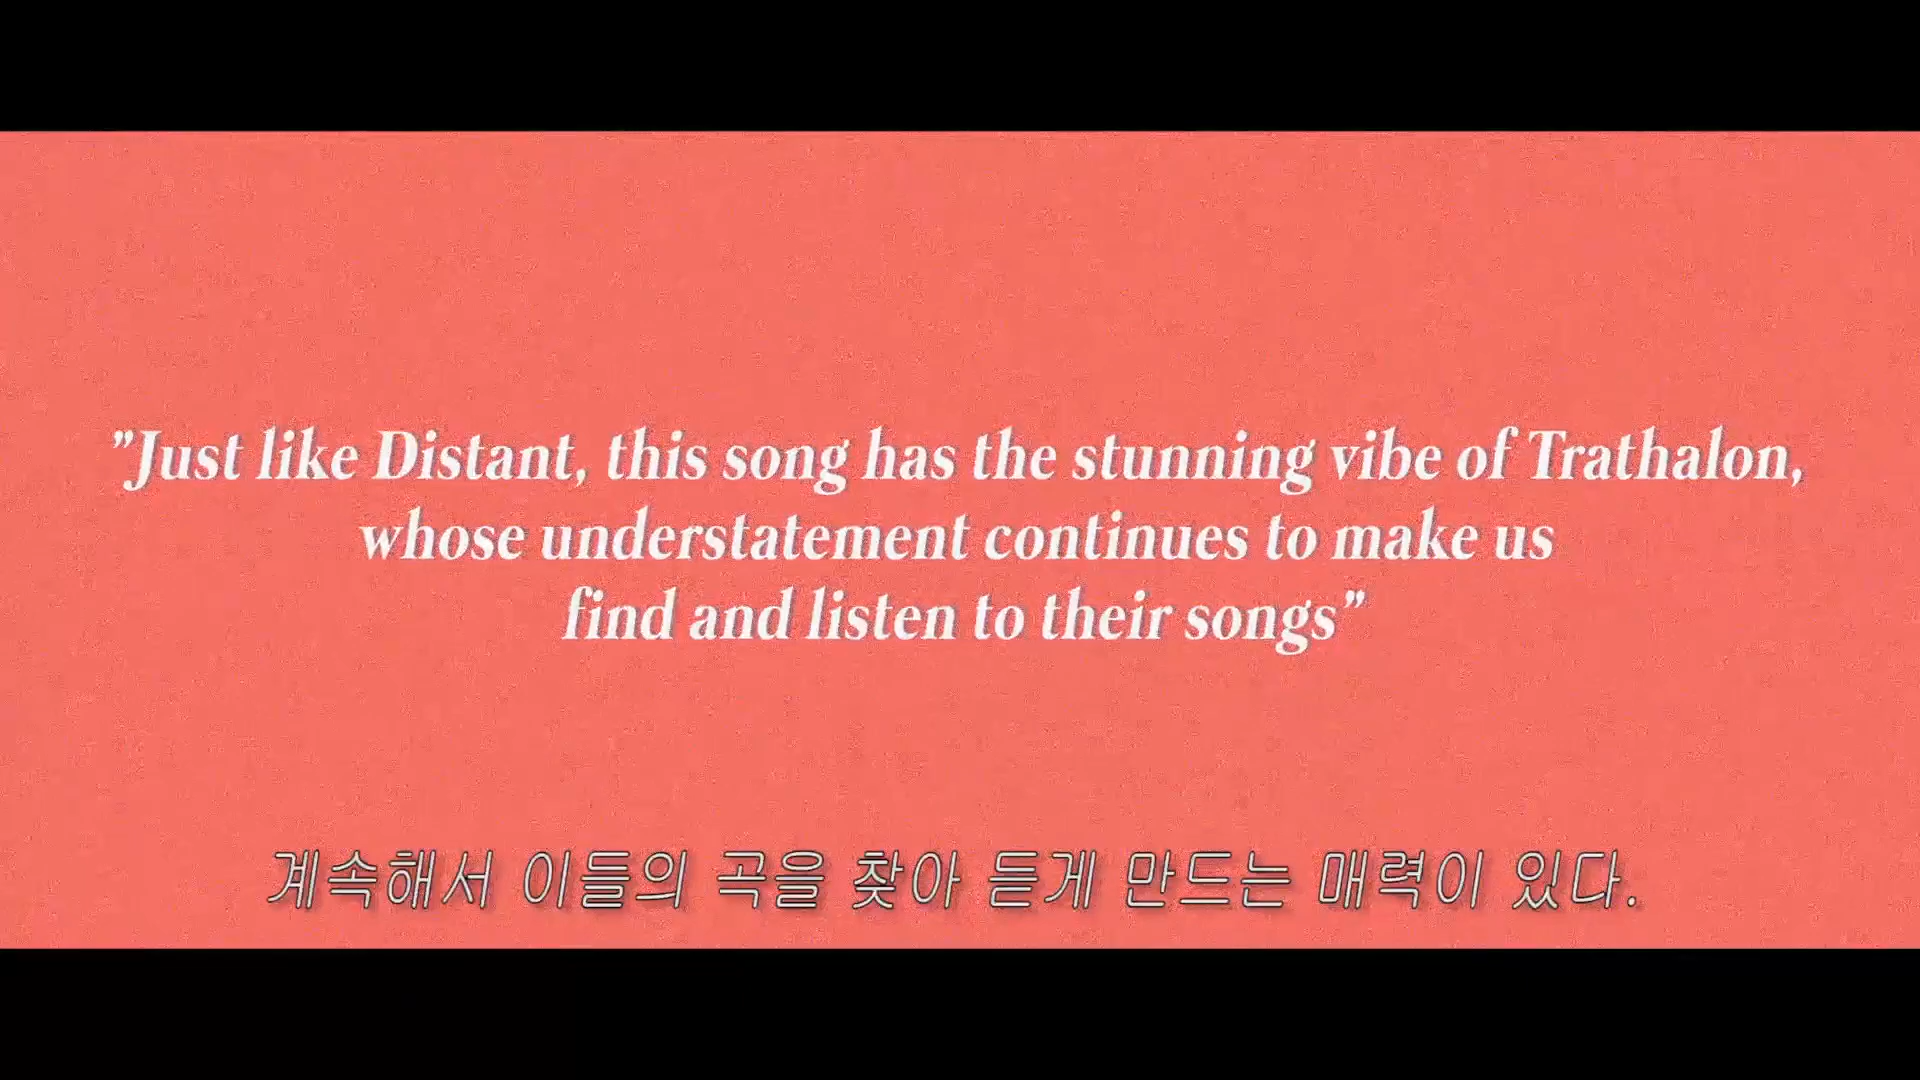 ”Just like Distant, this song has the stunning vibe of Trathalon,
whose understatement continues to make us
find and listen to their songs”
계속해서 이들의 곡을 찾아 듣게 만드는 매력이 있다.